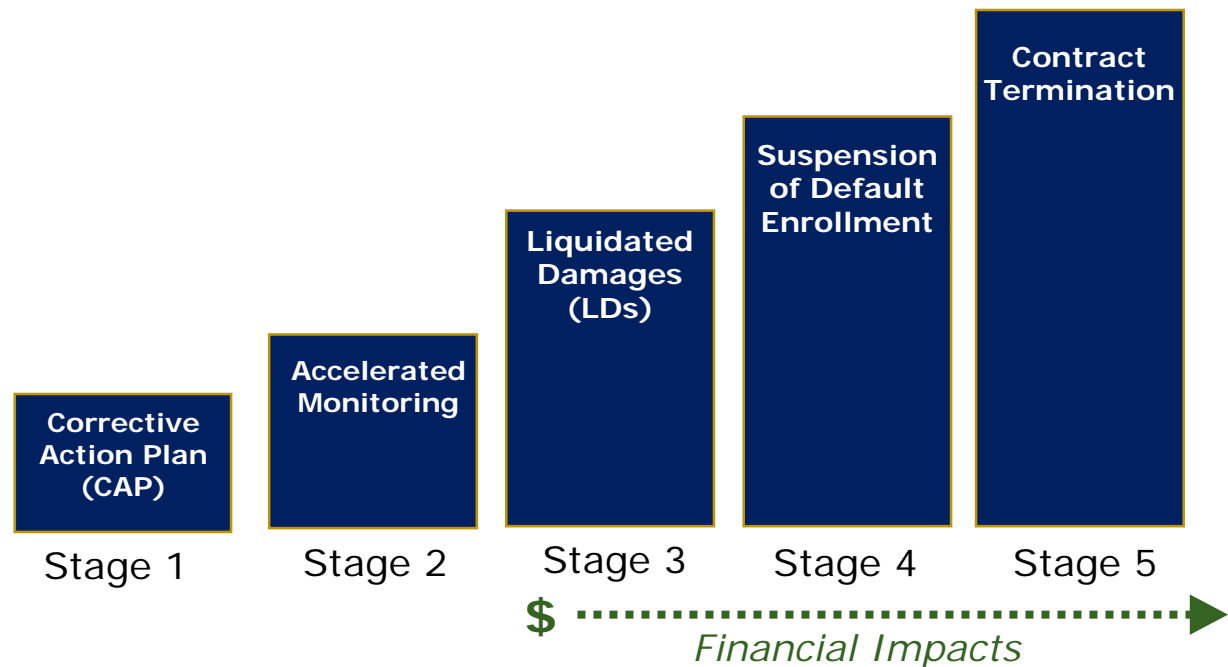 Corrective
Action Plan
(CAP)
Accelerated
Monitoring
Liquidated
Damages
(LDs)
Suspension
of Default
Enrollment
Contract
Termination
Stage 1
Stage 2
Stage 3
Stage 4
Stage 5
$
Financial Impacts